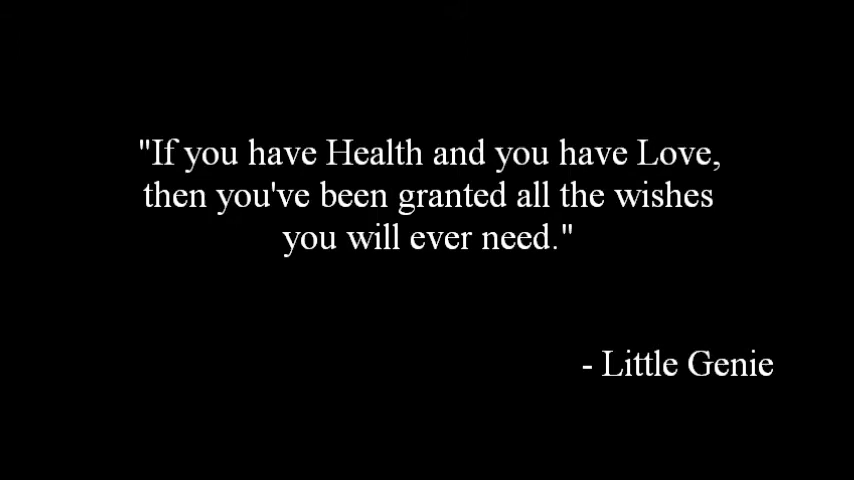 "If you have Health and you have Love,
then you've been granted all the wishes
you will ever need."
- Little Genie